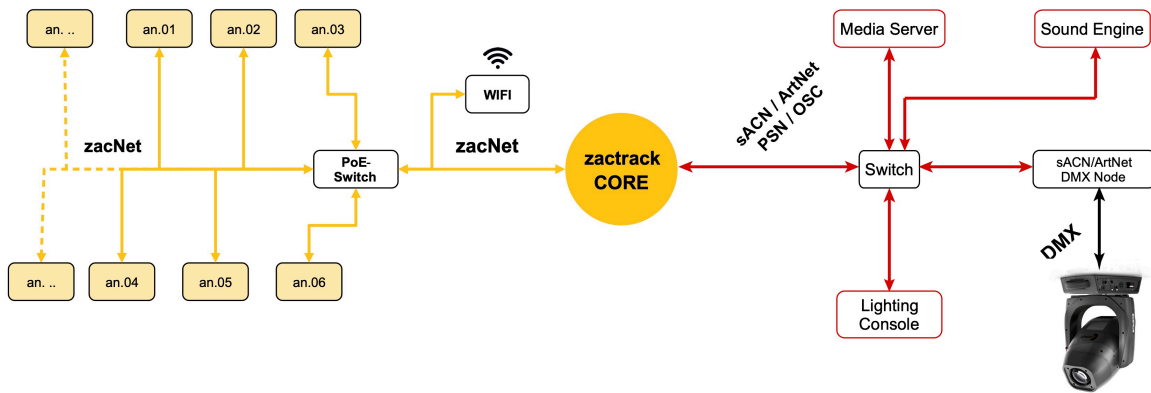 an. ..
an.01
an.02
an.03
Media Server
Sound Engine
WIFI
sACN / ArtNet
PSN / OSC
zacNet
zacNet
PoE-
Switch
zactrack
CORE
Switch
sACN/ArtNet
DMX Node
DMX
an. ..
an.04
an.05
an.06
Lighting
Console